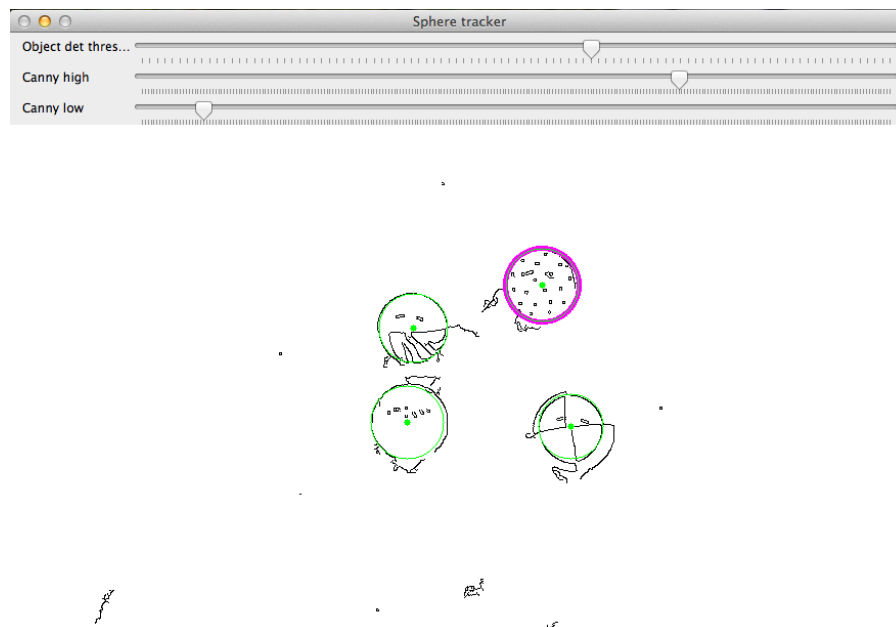 Sphere tracker
Object det thres...
Canny high
Canny low